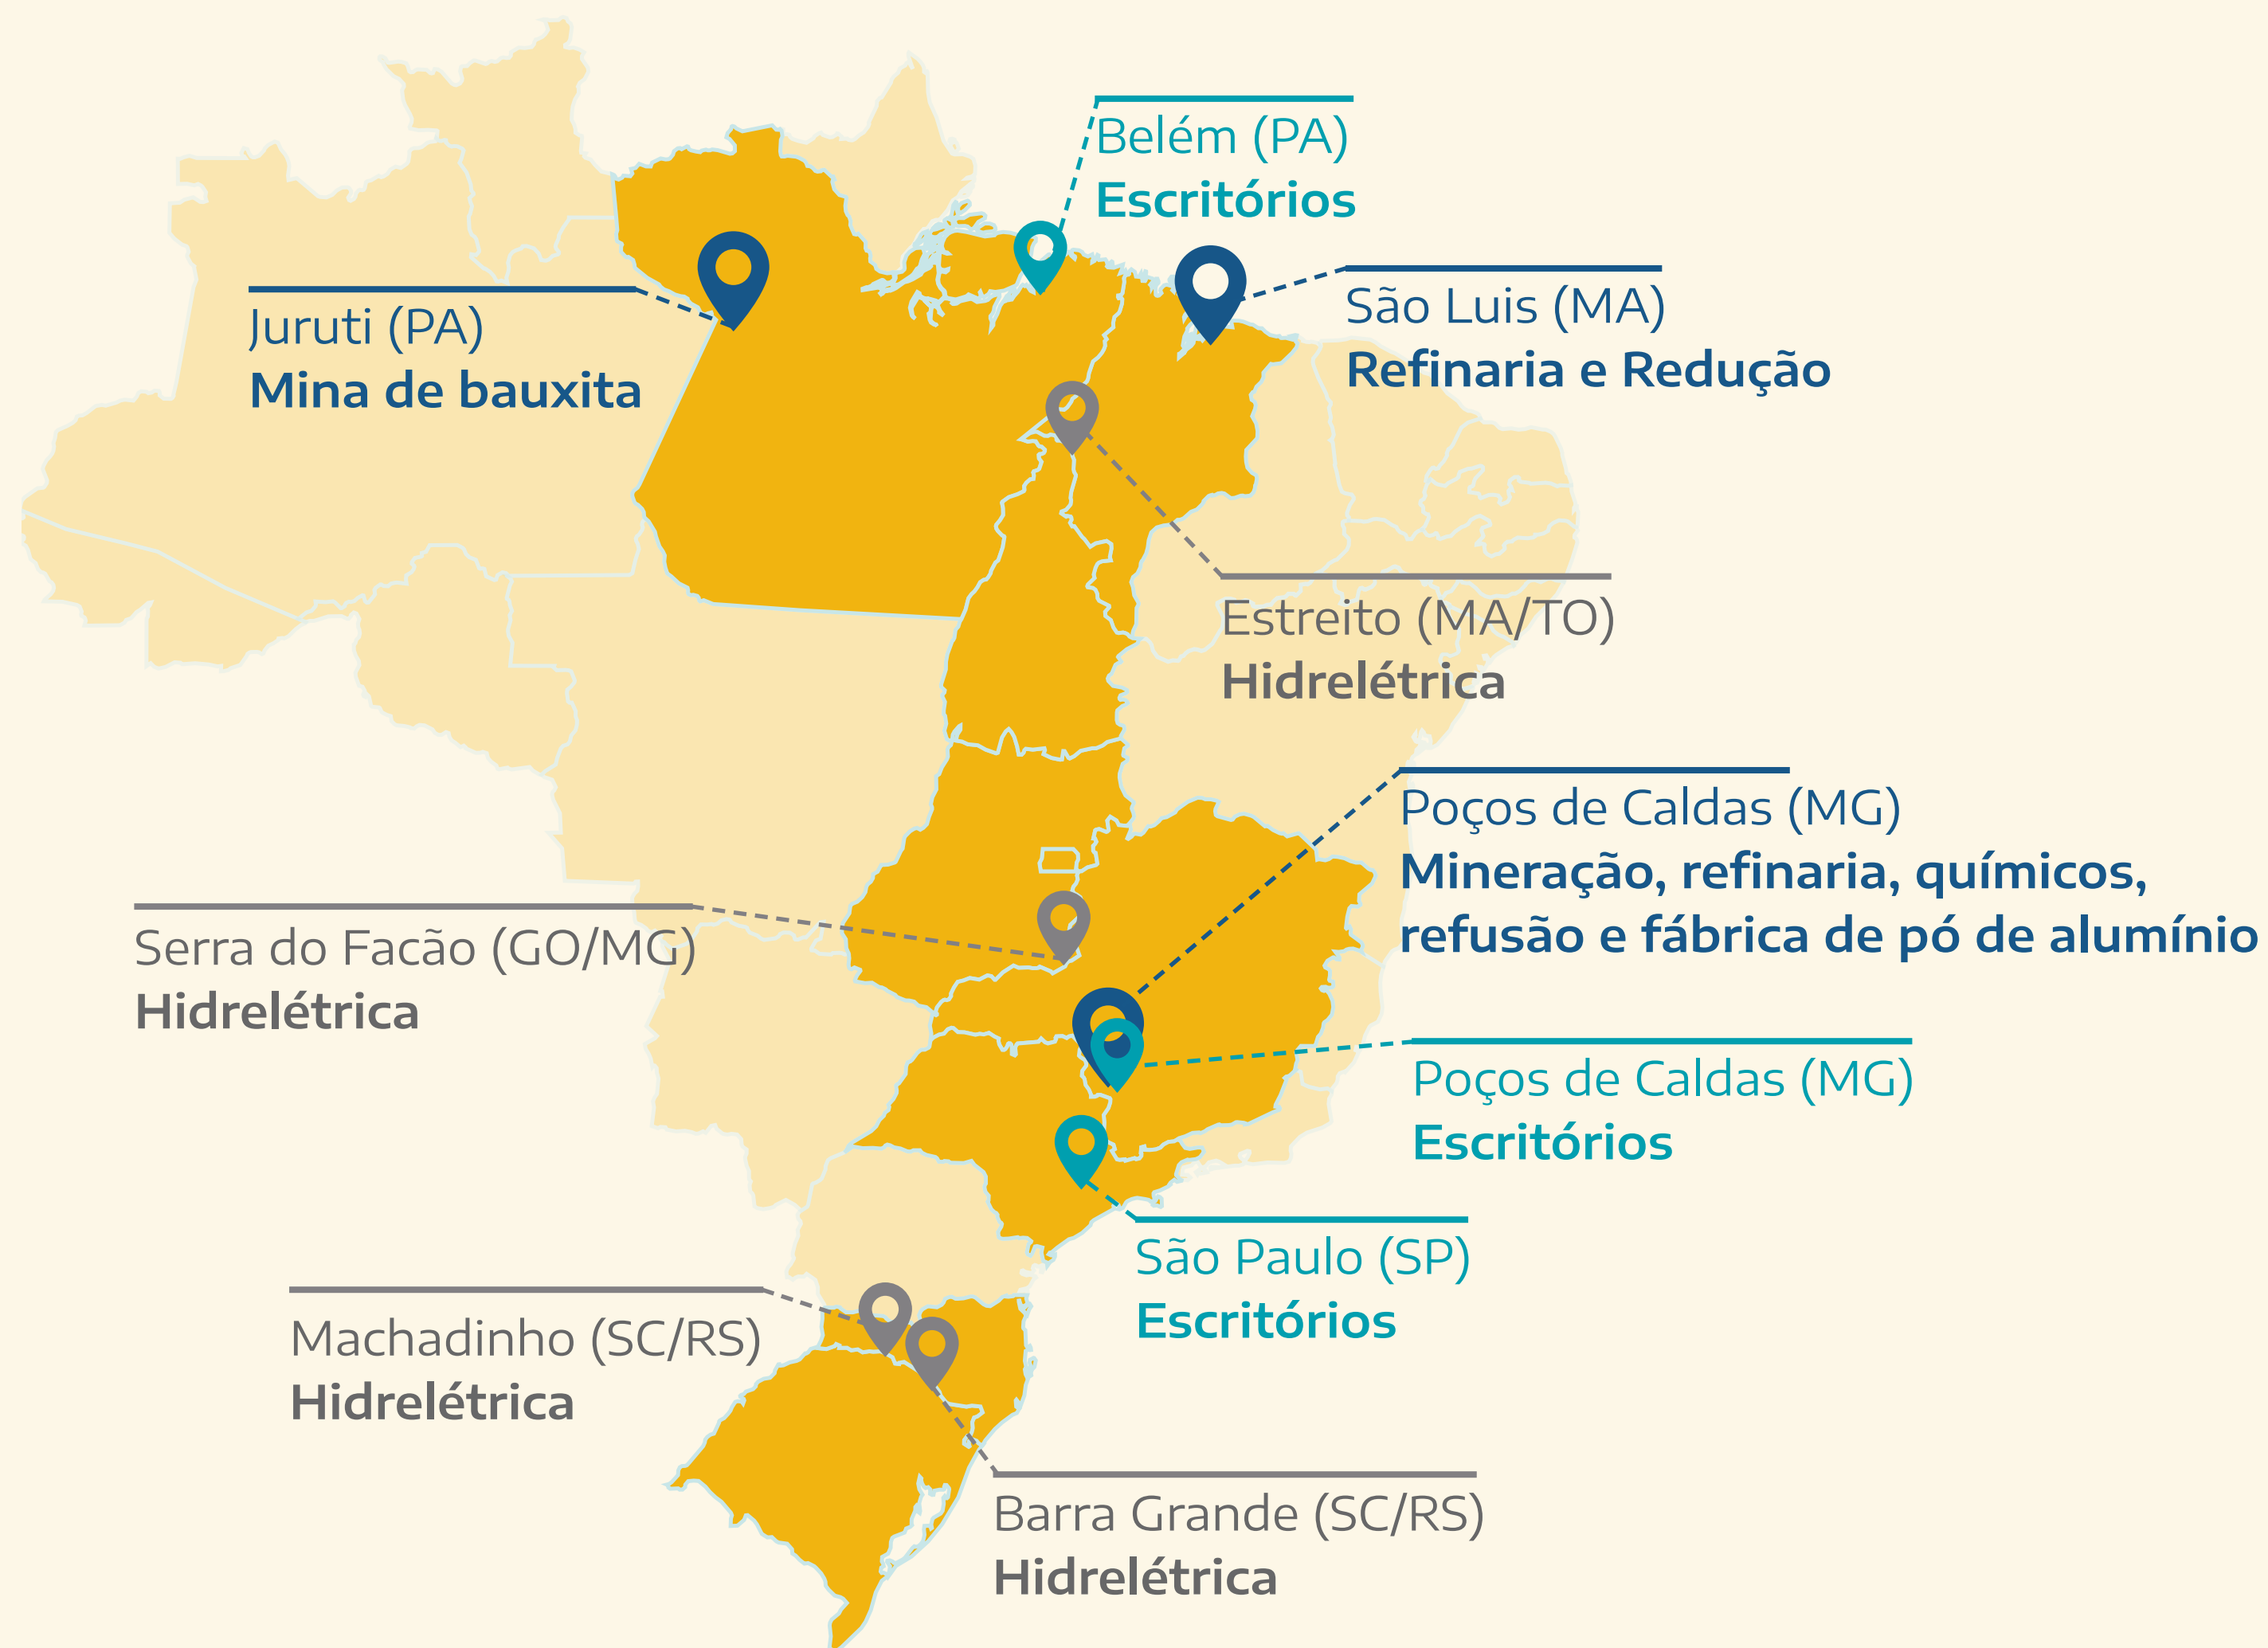 Belém (PA)
Escritórios
São Luis (MA)
Refinaria e Redução
Juruti (PA)
Mina de bauxita
Estreito (MA/TO)
Hidrelétrica
Poços de Caldas (MG)
Mineração, refinaria, químicos,
refusão e fábrica de pó de alumínio
Serra do Facão (GO/MG)
Hidrelétrica
Poços de Caldas (MG)
Escritórios
São Paulo (SP)
Escritórios
Machadinho (SC/RS)
Hidrelétrica
Barra Grande (SC/RS)
Hidrelétrica